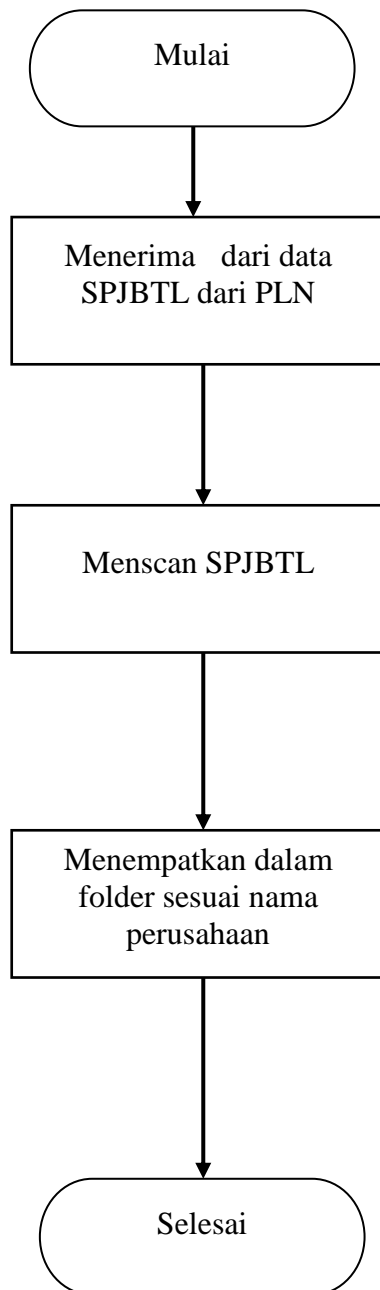 Mulai
Menerima dari data
SPJBTL dari PLN
Menscan SPJBTL
Menempatkan dalam
folder sesuai nama
perusahaan
Selesai